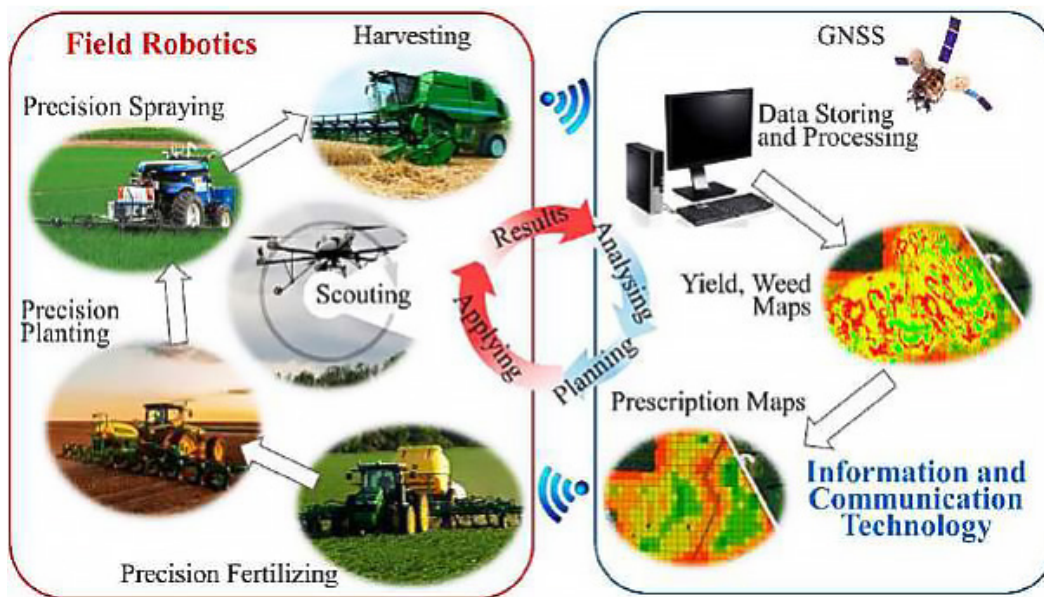 Field Robotics
Harvesting
Precision Spraying
Scouting
Precision
Planting
Precision Fertilizing
Results
Analysing
Planning
Applying
GNSS
Data Storing
and Processing
Yield, Weed
Maps
Prescription Maps
Information and
Communication
Technology